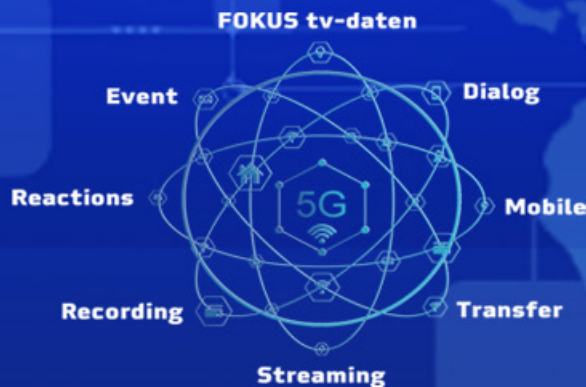 FOKUS tv-daten
Event
Dialog
Reactions
5G
Mobile
Recording
Transfer
Streaming